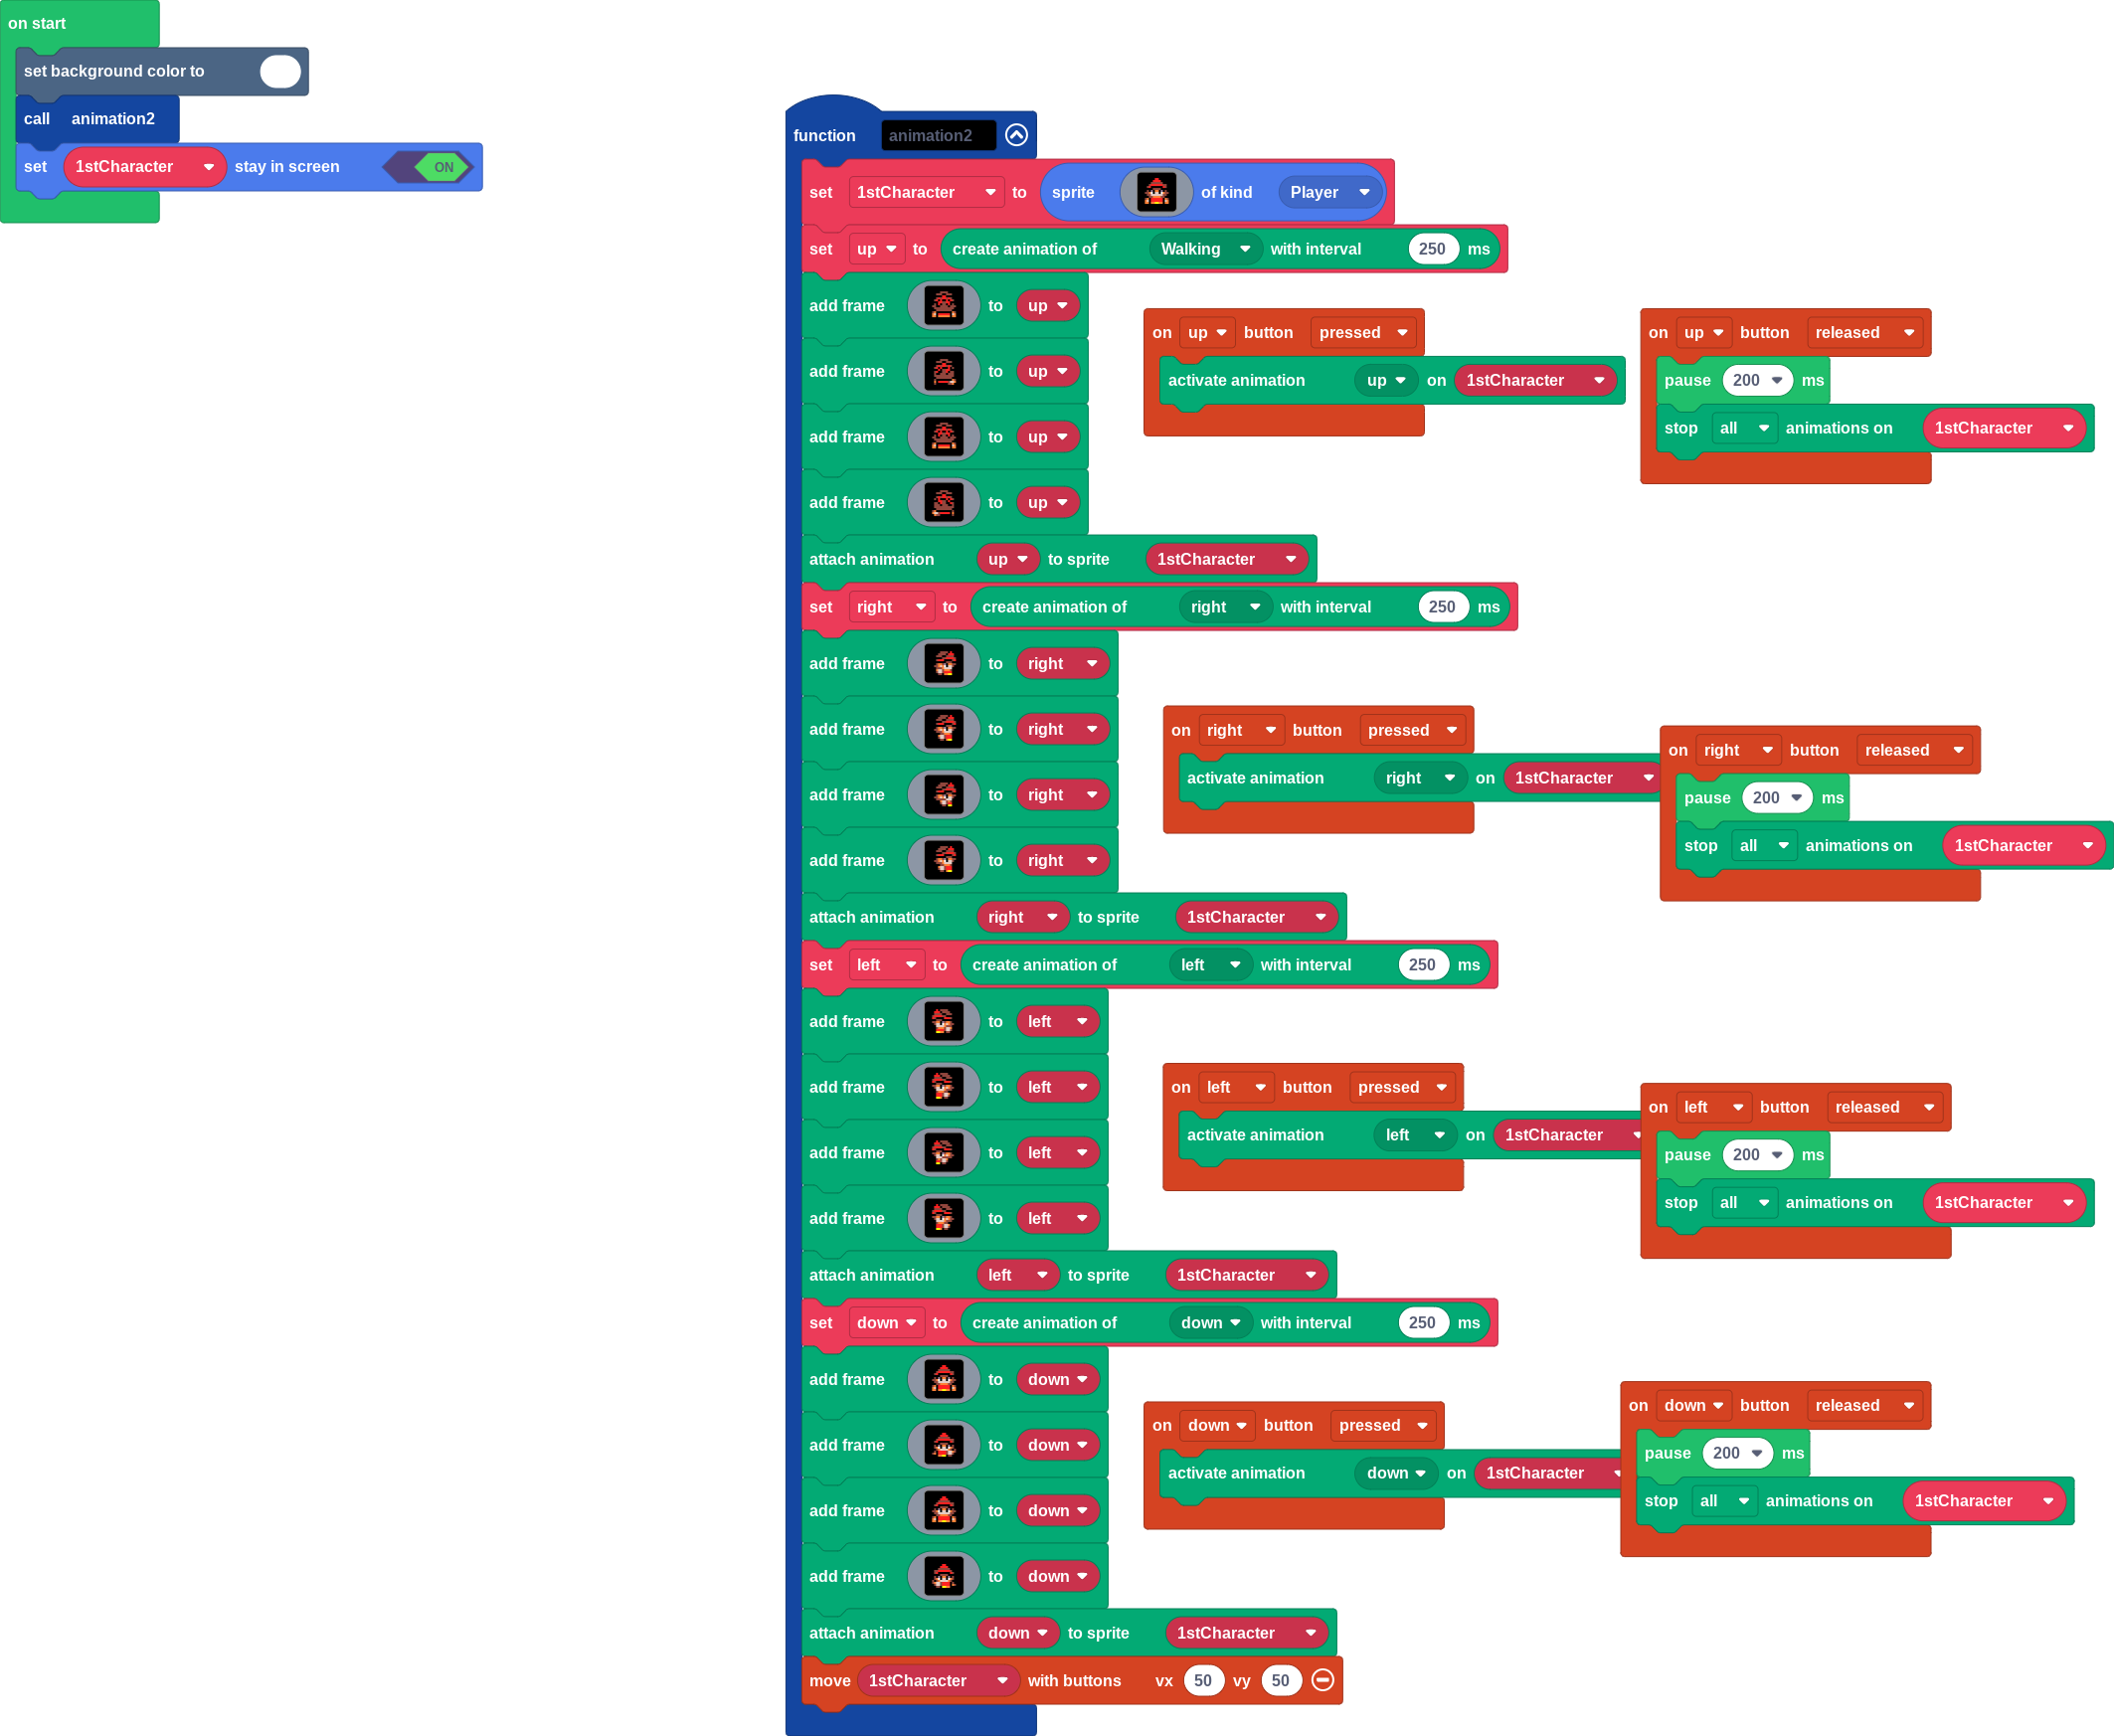 on start
set background color to
call animation2
set 1stCharacter stay in screen ON
function animation2
set 1stCharacter to sprite of kind Player
set up to create animation of Walking with interval 250 ms
add frame to up
add frame to up
add frame to up
add frame to up
attach animation up to sprite 1stCharacter
set right to create animation of right with interval 250 ms
add frame to right
add frame to right
add frame to right
add frame to right
attach animation right to sprite 1stCharacter
set left to create animation of left with interval 250 ms
add frame to left
add frame to left
add frame to left
add frame to left
attach animation left to sprite 1stCharacter
set down to create animation of down with interval 250 ms
add frame to down
add frame to down
add frame to down
add frame to down
attach animation down to sprite 1stCharacter
move 1stCharacter with buttons vx 50 vy 50
on up button pressed
activate animation up on 1stCharacter
on up button released
pause 200 ms
stop all animations on 1stCharacter
on right button pressed
activate animation right on 1stCharacter
on right button released
pause 200 ms
stop all animations on 1stCharacter
on left button pressed
activate animation left on 1stCharacter
on left button released
pause 200 ms
stop all animations on 1stCharacter
on down button pressed
activate animation down on 1stCharacter
on down button released
pause 200 ms
stop all animations on 1stCharacter